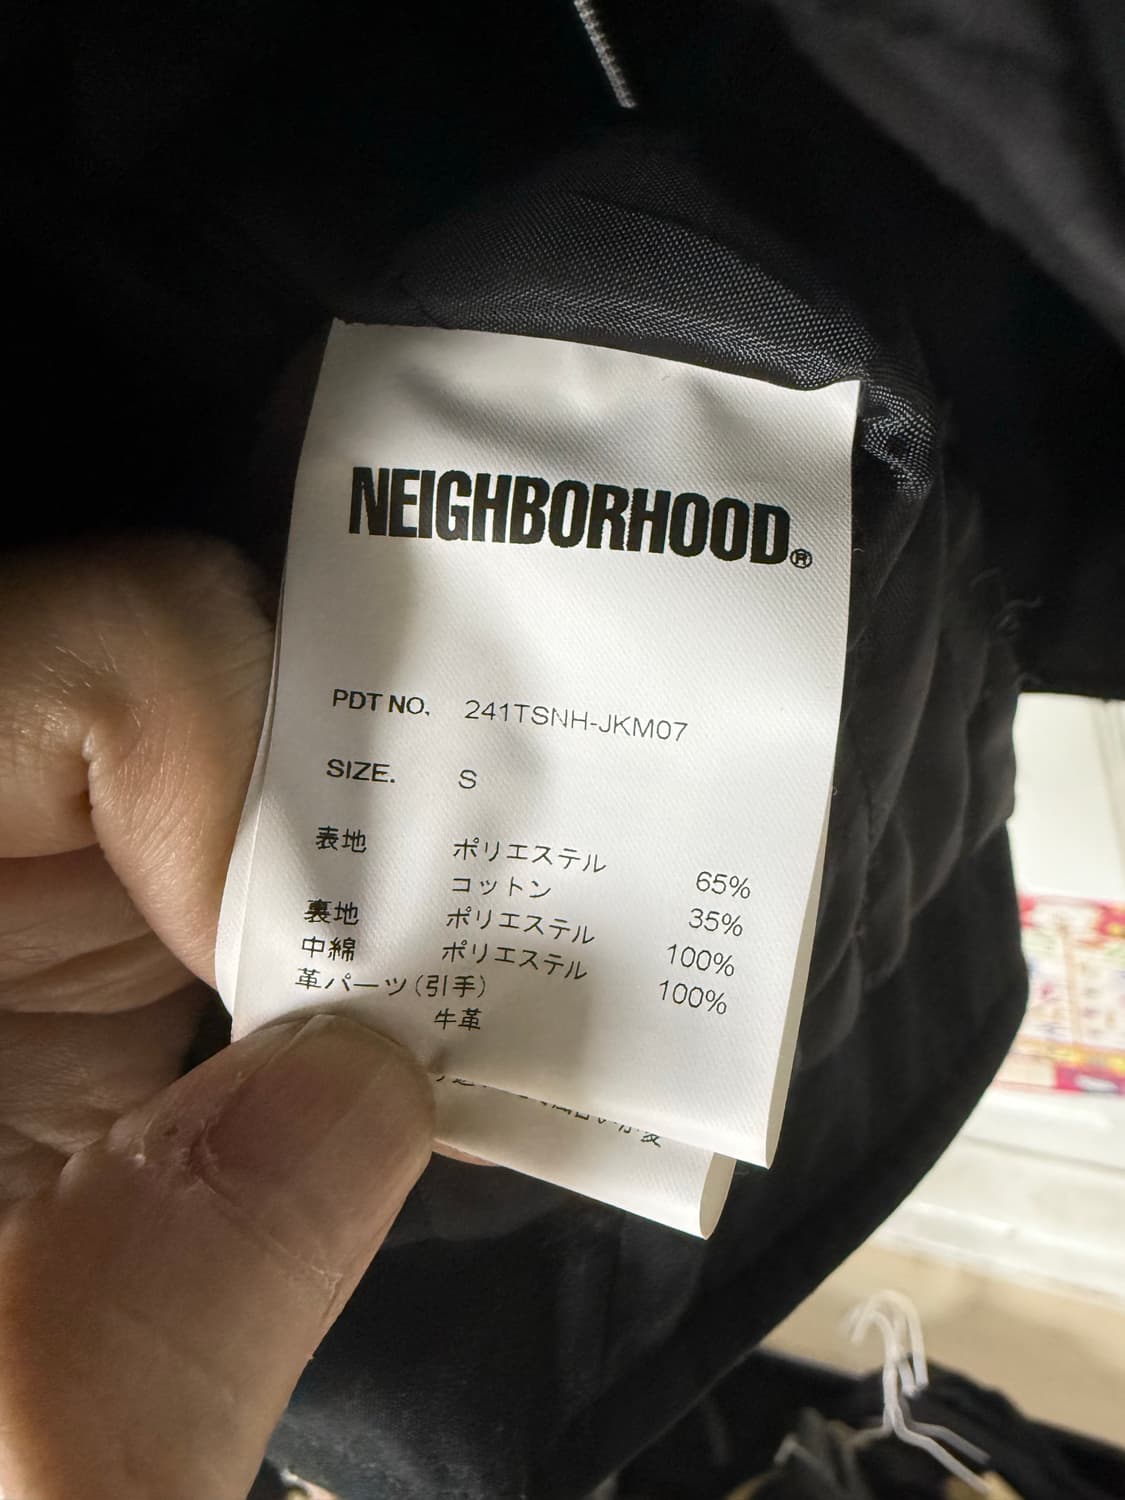 NEIGHBORHOOD®
PDT NO. 241TSNH-JKM07
SIZE. S
表地 ポリエステル 65%
コットン 35%
裏地 ポリエステル 100%
中綿 ポリエステル 100%
革パーツ(引手)
牛革